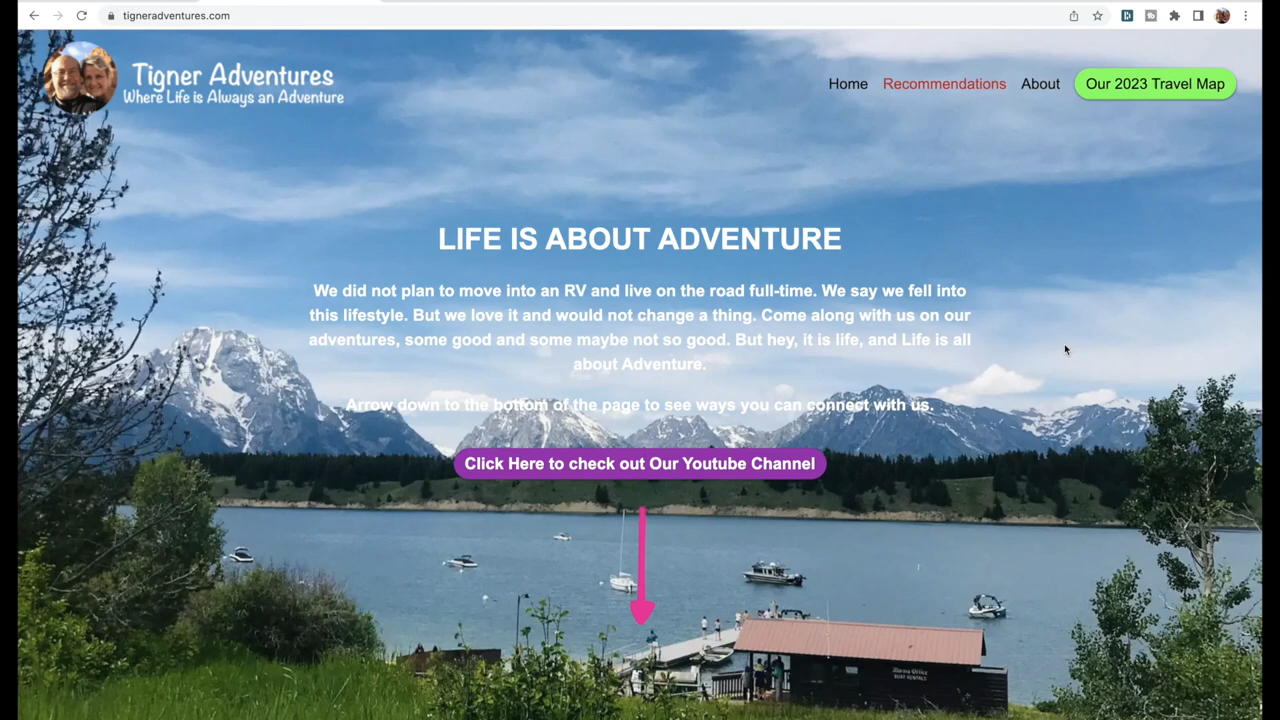 tigneradventures.com
Tigner Adventures
Where Life is Always an Adventure
Home Recommendations About Our 2023 Travel Map
LIFE IS ABOUT ADVENTURE
We did not plan to move into an RV and live on the road full-time. We say we fell into
this lifestyle. But we love it and would not change a thing. Come along with us on our
adventures, some good and some maybe not so good. But hey, it is life, and Life is all
about Adventure.
Arrow down to the bottom of the page to see ways you can connect with us.
Click Here to check out Our Youtube Channel
Marina Office
BOAT RENTALS